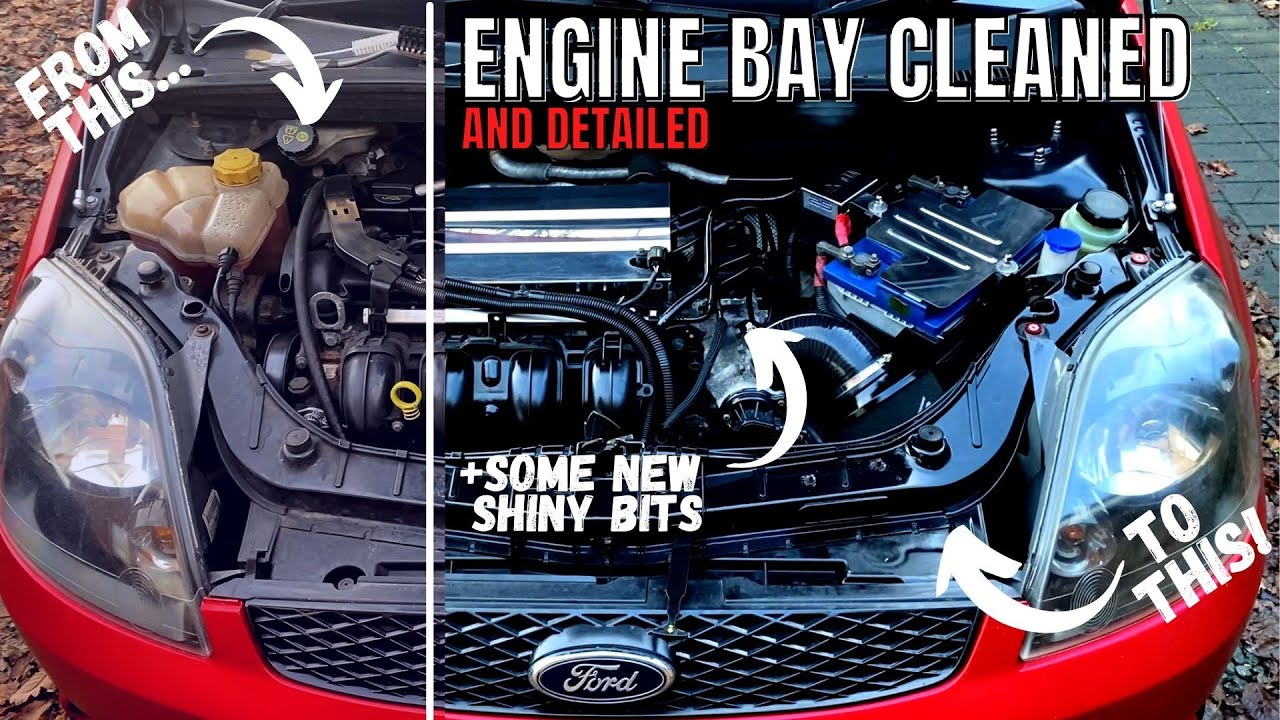 FROM
THIS...
ENGINE BAY CLEANED
AND DETAILED
+SOME NEW
SHINY BITS
TO
THIS!
Ford